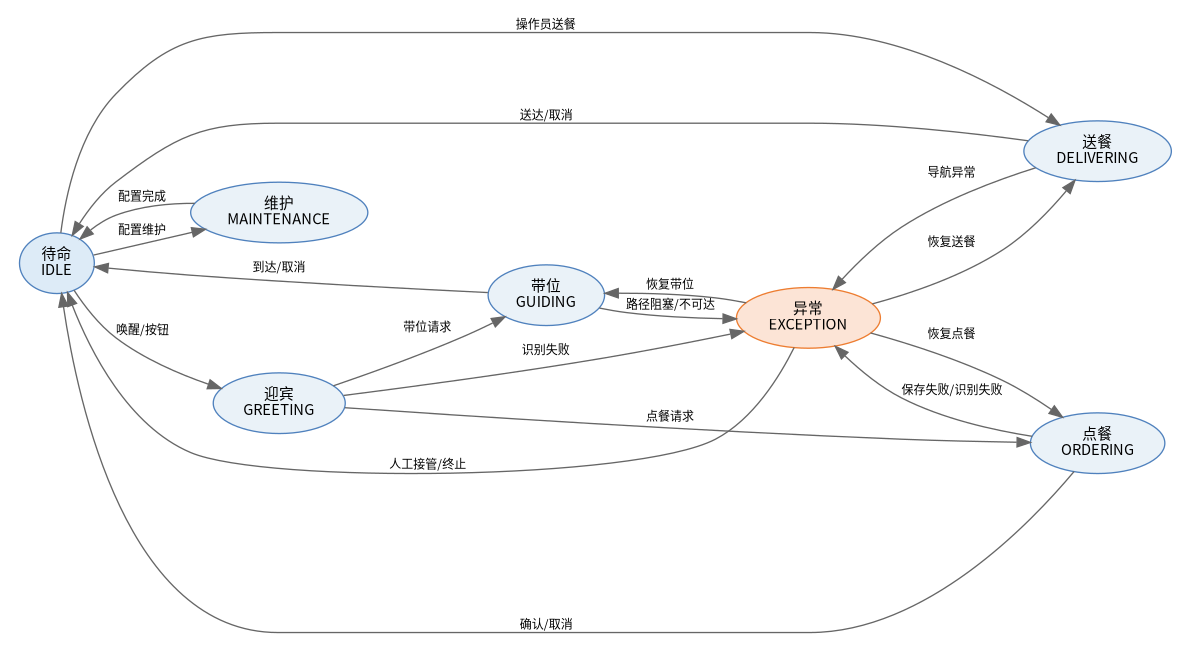 操作员送餐
送达/取消
送餐
DELIVERING
导航异常
配置完成
维护
MAINTENANCE
配置维护
恢复送餐
待命
IDLE
到达/取消
带位
GUIDING
恢复带位
路径阻塞/不可达
异常
EXCEPTION
唤醒/按钮
带位请求
识别失败
恢复点餐
迎宾
GREETING
保存失败/识别失败
点餐请求
点餐
ORDERING
人工接管/终止
确认/取消